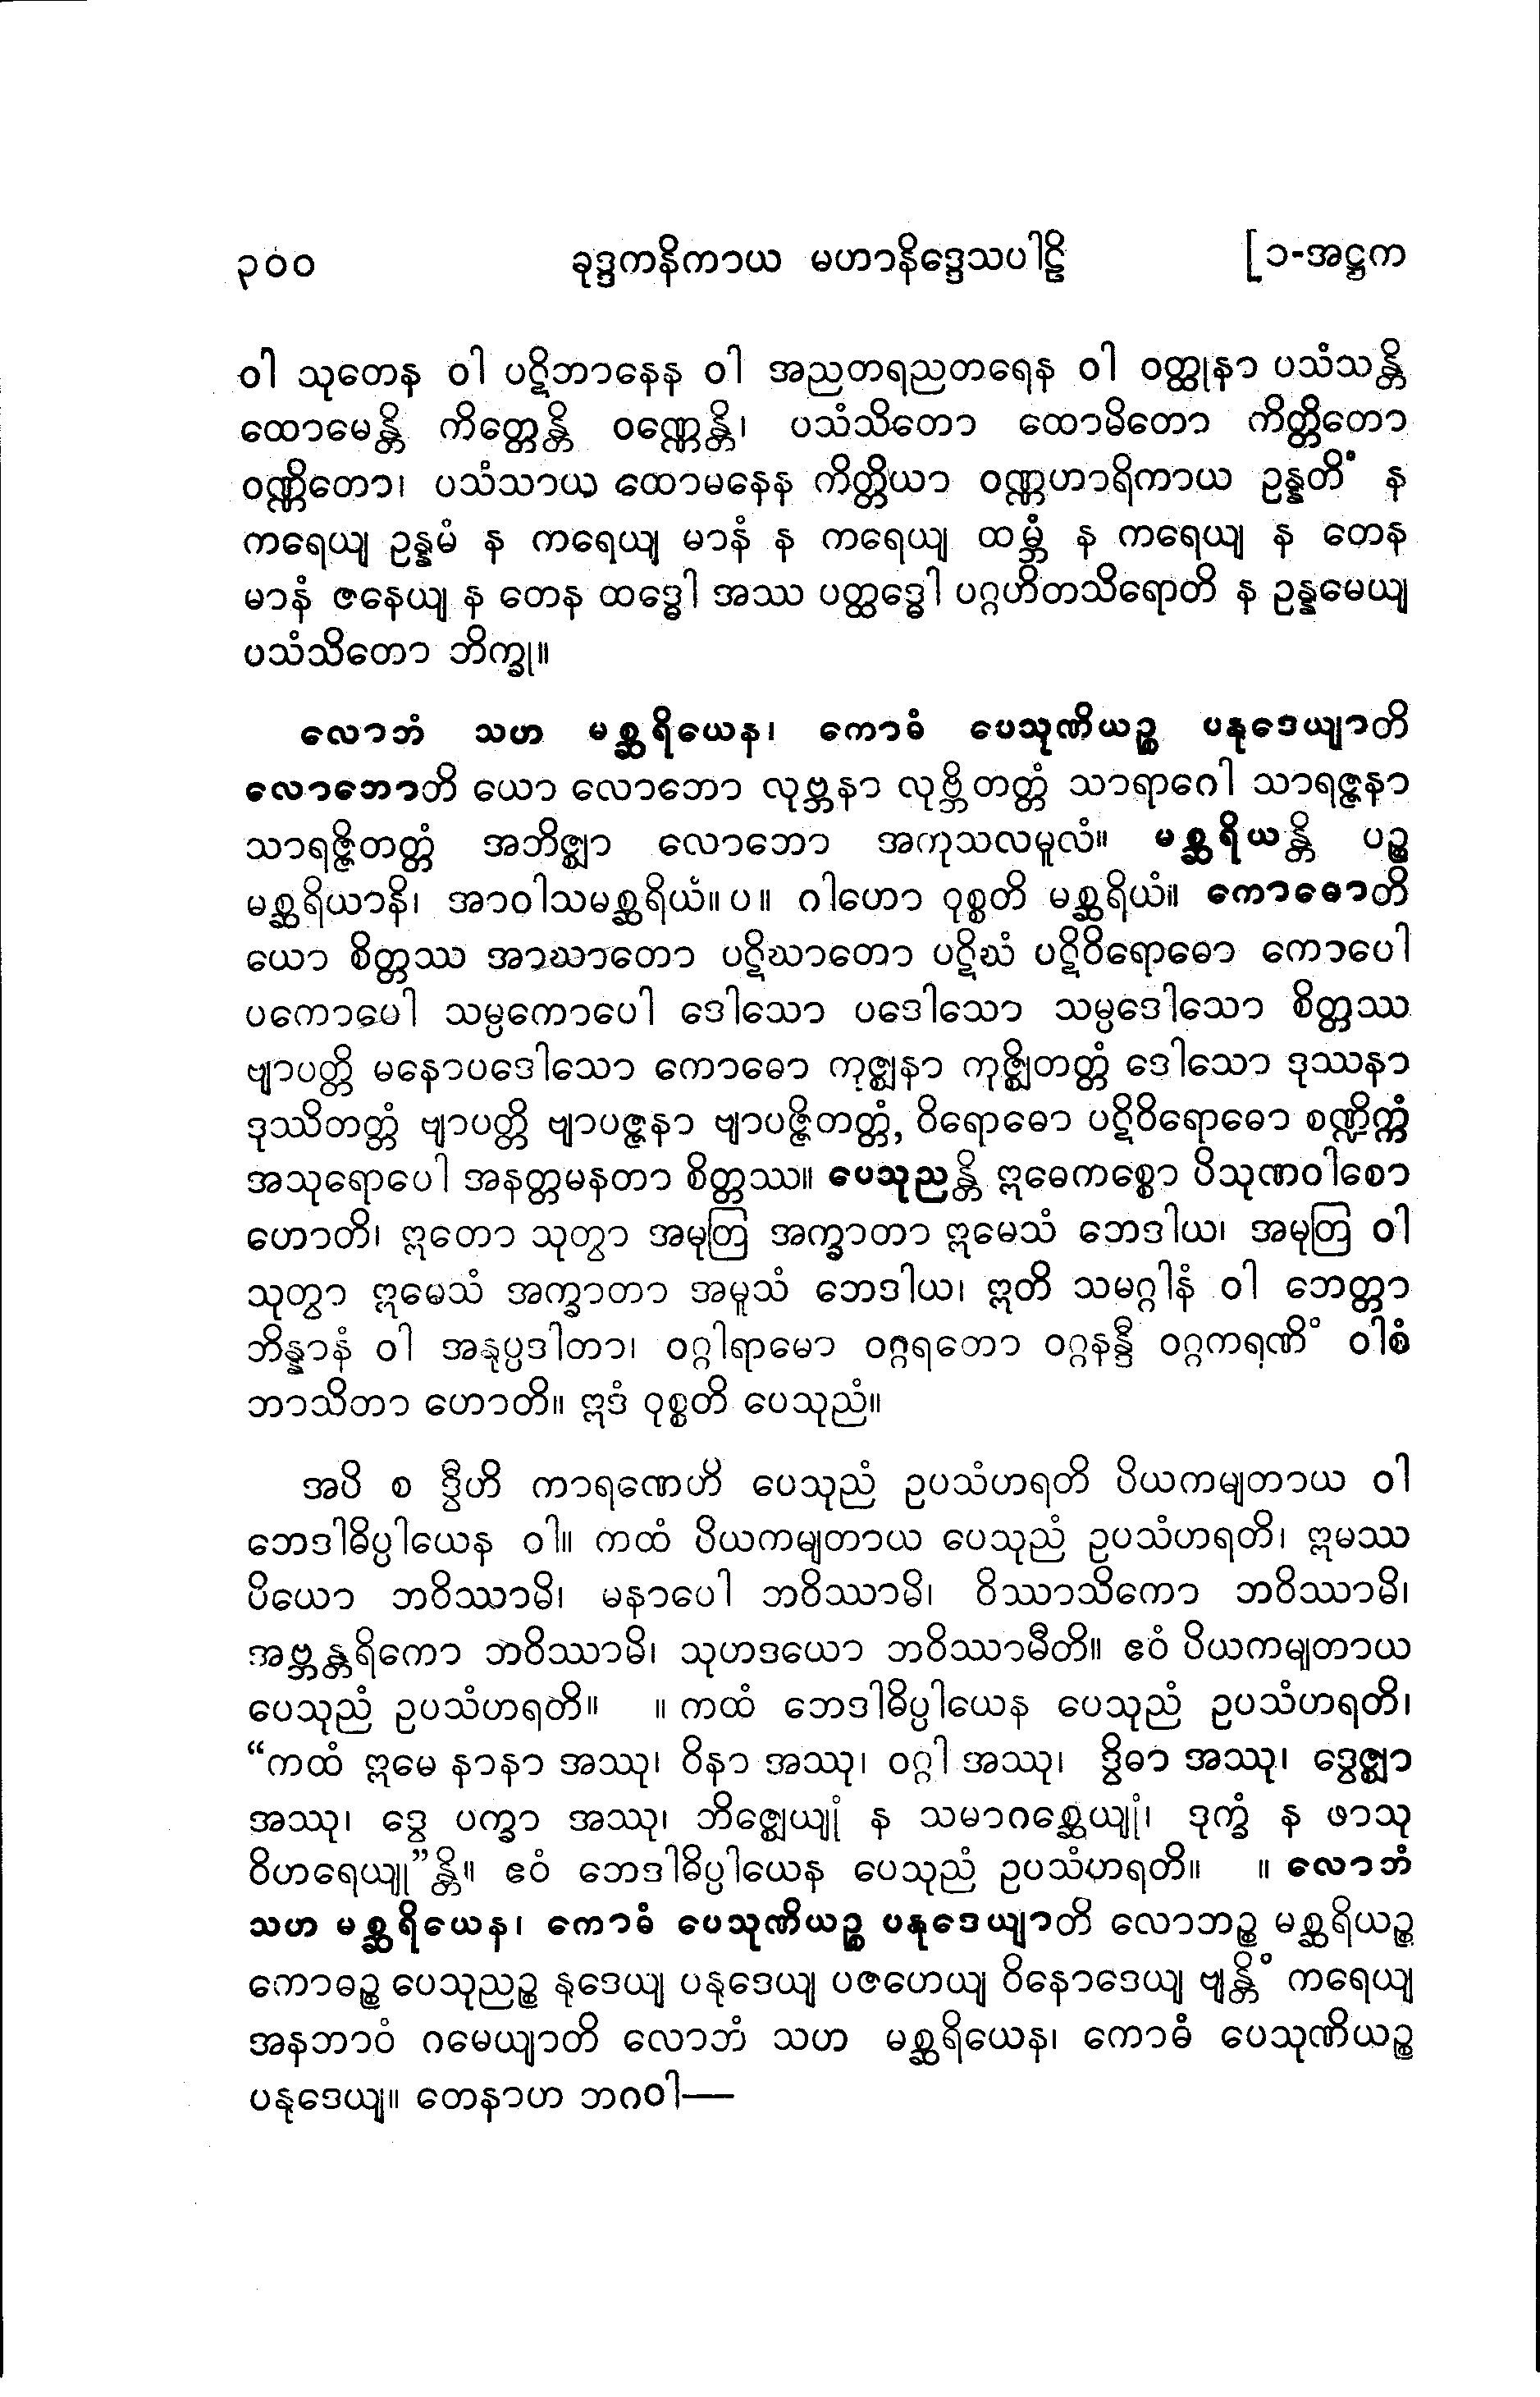 ၃၀၀ ခုဒ္ဒကနိကာယ မဟာနိဒ္ဒေသပါဠိ [၁-အဋ္ဌက
ဝါ သုတေန ဝါ ပဋိဘာနေန ဝါ အညတရညတရေန ဝါ ဝတ္ထုနာ ပသံသန္တိ
ထောမေန္တိ ကိတ္တေန္တိ ဝဏ္ဏေန္တိ၊ ပသံသိတော ထောမိတော ကိတ္တိတော
ဝဏ္ဏိတော၊ ပသံသာယ ထောမနေန ကိတ္တိယာ ဝဏ္ဏဟာရိကာယ ဥန္နတိံ န
ကရေယျ ဥန္နမံ န ကရေယျ မာနံ န ကရေယျ ထမ္ဘံ န ကရေယျ န တေန
မာနံ ဇနေယျ န တေန ထဒ္ဓေါ အဿ ပတ္ထဒ္ဓေါ ပဂ္ဂဟိတသိရောတိ န ဥန္နမေယျ
ပသံသိတော ဘိက္ခု။
လောဘံ သဟ မစ္ဆရိယေန၊ ကောဓံ ပေသုဏိယဉ္စ ပနုဒေယျာတိ
လောဘောတိ ယော လောဘော လုဗ္ဘနာ လုဗ္ဘိတတ္တံ သာရာဂေါ သာရဇ္ဇနာ
သာရဇ္ဇိတတ္တံ အဘိဇ္ဈာ လောဘော အကုသလမူလံ။ မစ္ဆရိယန္တိ ပဉ္စ
မစ္ဆရိယာနိ၊ အာဝါသမစ္ဆရိယံ။ပ။ ဂါဟော ဝုစ္စတိ မစ္ဆရိယံ။ ကောဓောတိ
ယော စိတ္တဿ အာဃာတော ပဋိဃာတော ပဋိဃံ ပဋိဝိရောဓော ကောပေါ
ပကောပေါ သမ္ပကောပေါ ဒေါသော ပဒေါသော သမ္ပဒေါသော စိတ္တဿ
ဗျာပတ္တိ မနောပဒေါသော ကောဓော ကုဇ္ဈနာ ကုဇ္ဈိတတ္တံ ဒေါသော ဒုဿနာ
ဒုဿိတတ္တံ ဗျာပတ္တိ ဗျာပဇ္ဇနာ ဗျာပဇ္ဇိတတ္တံ, ဝိရောဓော ပဋိဝိရောဓော စဏ္ဍိက္ကံ
အသုရောပေါ အနတ္တမနတာ စိတ္တဿ။ ပေသုညန္တိ ဣဓေကစ္စော ပိသုဏဝါစော
ဟောတိ၊ ဣတော သုတွာ အမုတြ အက္ခာတာ ဣမေသံ ဘေဒါယ၊ အမုတြ ဝါ
သုတွာ ဣမေသံ အက္ခာတာ အမူသံ ဘေဒါယ၊ ဣတိ သမဂ္ဂါနံ ဝါ ဘေတ္တာ
ဘိန္နာနံ ဝါ အနုပ္ပဒါတာ၊ ဝဂ္ဂါရာမော ဝဂ္ဂရတော ဝဂ္ဂနန္ဒီ ဝဂ္ဂကရဏိံ ဝါစံ
ဘာသိတာ ဟောတိ။ ဣဒံ ဝုစ္စတိ ပေသုညံ။
အပိ စ ဒွီဟိ ကာရဏေဟိ ပေသုညံ ဥပသံဟရတိ ပိယကမျတာယ ဝါ
ဘေဒါဓိပ္ပါယေန ဝါ။ ကထံ ပိယကမျတာယ ပေသုညံ ဥပသံဟရတိ၊ ဣမဿ
ပိယော ဘဝိဿာမိ၊ မနာပေါ ဘဝိဿာမိ၊ ဝိဿာသိကော ဘဝိဿာမိ၊
အဗ္ဘန္တရိကော ဘဝိဿာမိ၊ သုဟဒယော ဘဝိဿာမီတိ။ ဧဝံ ပိယကမျတာယ
ပေသုညံ ဥပသံဟရတိ။ ။ ကထံ ဘေဒါဓိပ္ပါယေန ပေသုညံ ဥပသံဟရတိ၊
“ကထံ ဣမေ နာနာ အဿု၊ ဝိနာ အဿု၊ ဝဂ္ဂါ အဿု၊ ဒွိဓာ အဿု၊ ဒွေဇ္ဈာ
အဿု၊ ဒွေ ပက္ခာ အဿု၊ ဘိဇ္ဇေယျုံ န သမာဂစ္ဆေယျုံ၊ ဒုက္ခံ န ဖာသု
ဝိဟရေယျု”န္တိ။ ဧဝံ ဘေဒါဓိပ္ပါယေန ပေသုညံ ဥပသံဟရတိ။ ။ လောဘံ
သဟ မစ္ဆရိယေန၊ ကောဓံ ပေသုဏိယဉ္စ ပနုဒေယျာတိ လောဘဉ္စ မစ္ဆရိယဉ္စ
ကောဓဉ္စ ပေသုညဉ္စ နုဒေယျ ပနုဒေယျ ပဇဟေယျ ဝိနောဒေယျ ဗျန္တိံ ကရေယျ
အနဘာဝံ ဂမေယျာတိ လောဘံ သဟ မစ္ဆရိယေန၊ ကောဓံ ပေသုဏိယဉ္စ
ပနုဒေယျ။ တေနာဟ ဘဂဝါ—